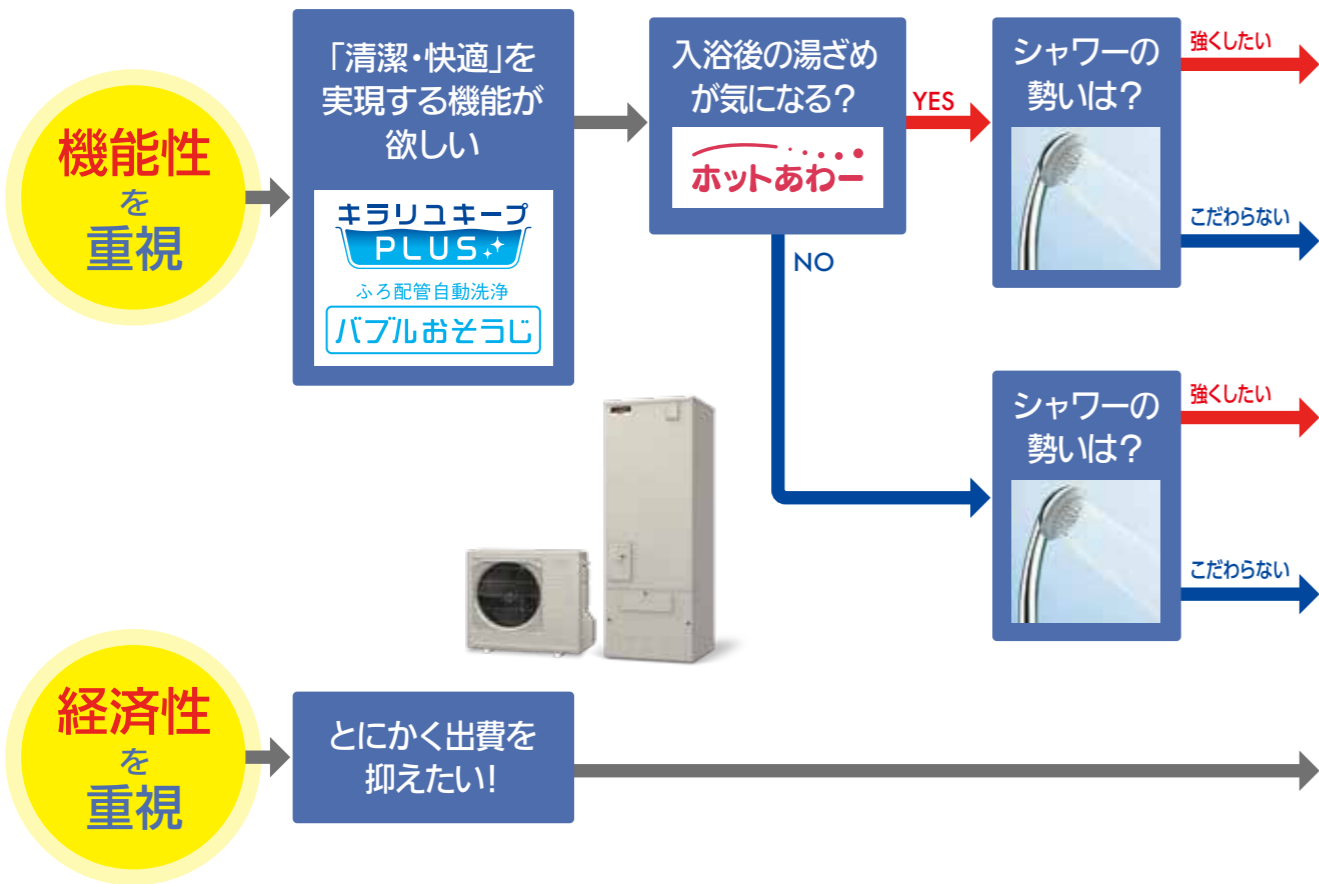 機能性
を
重視
「清潔・快適」を
実現する機能が
欲しい
キラリユキープ
PLUS
ふろ配管自動洗浄
バブルおそうじ
入浴後の湯ざめ
が気になる?
ホットあわー
YES
NO
シャワーの
勢いは?
強くしたい
こだわらない
シャワーの
勢いは?
強くしたい
こだわらない
経済性
を
重視
とにかく出費を
抑えたい!